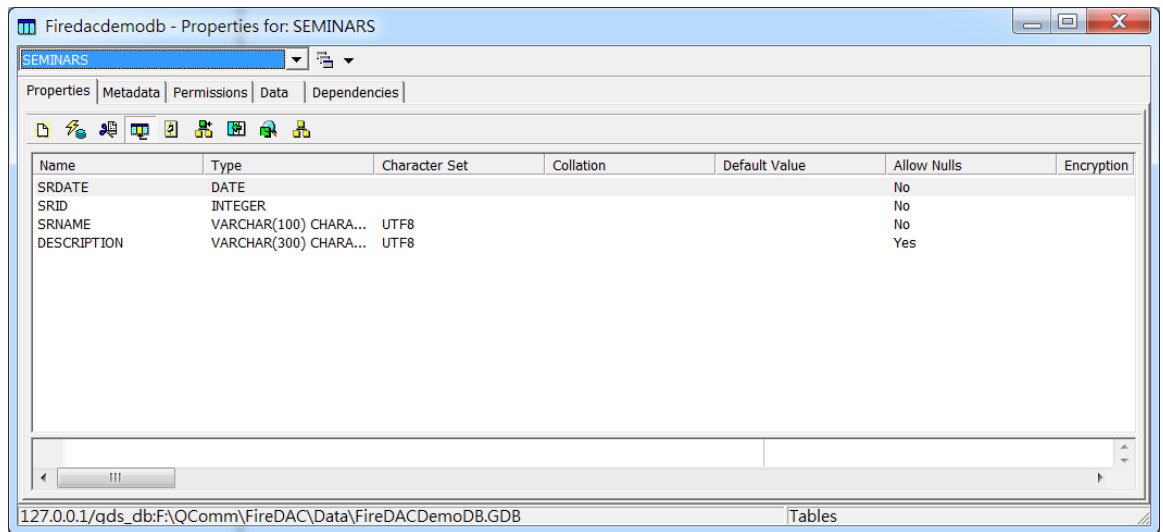 Firedacdemodb - Properties for: SEMINARS
SEMINARS
Properties Metadata Permissions Data Dependencies
Name Type Character Set Collation Default Value Allow Nulls Encryption
SRDATE DATE No
SRID INTEGER No
SRNAME VARCHAR(100) CHARA... UTF8 No
DESCRIPTION VARCHAR(300) CHARA... UTF8 Yes
127.0.0.1/gds_db:F:\QComm\FireDAC\Data\FireDACDemoDB.GDB Tables